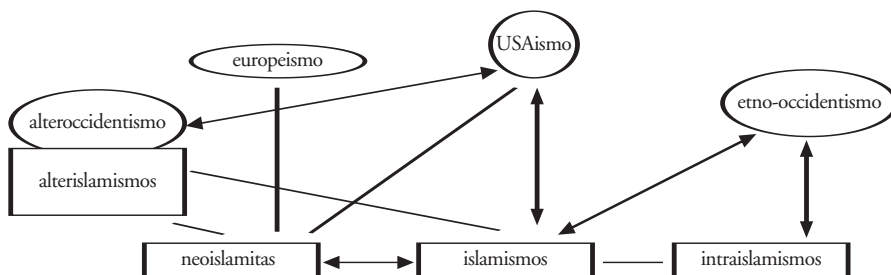 USAismo
europeismo
etno-occidentismo
alteroccidentismo
alterislamismos
neoislamitas
islamismos
intraislamismos